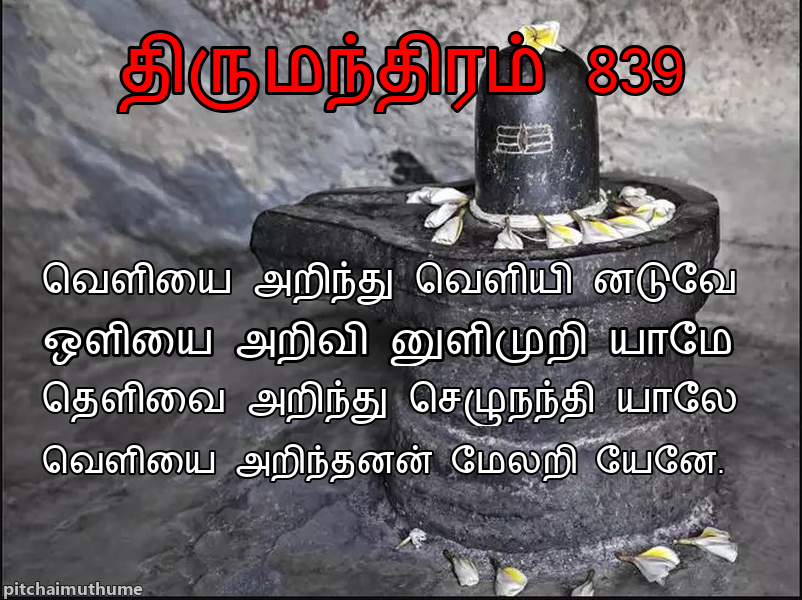 திருமந்திரம் 839
வெளியை அறிந்து வெளியி னடுவே
ஒளியை அறிவி னுளிமுறி யாமே
தெளிவை அறிந்து செழுநந்தி யாலே
வெளியை அறிந்தனன் மேலறி யேனே.
pitchaimuthume